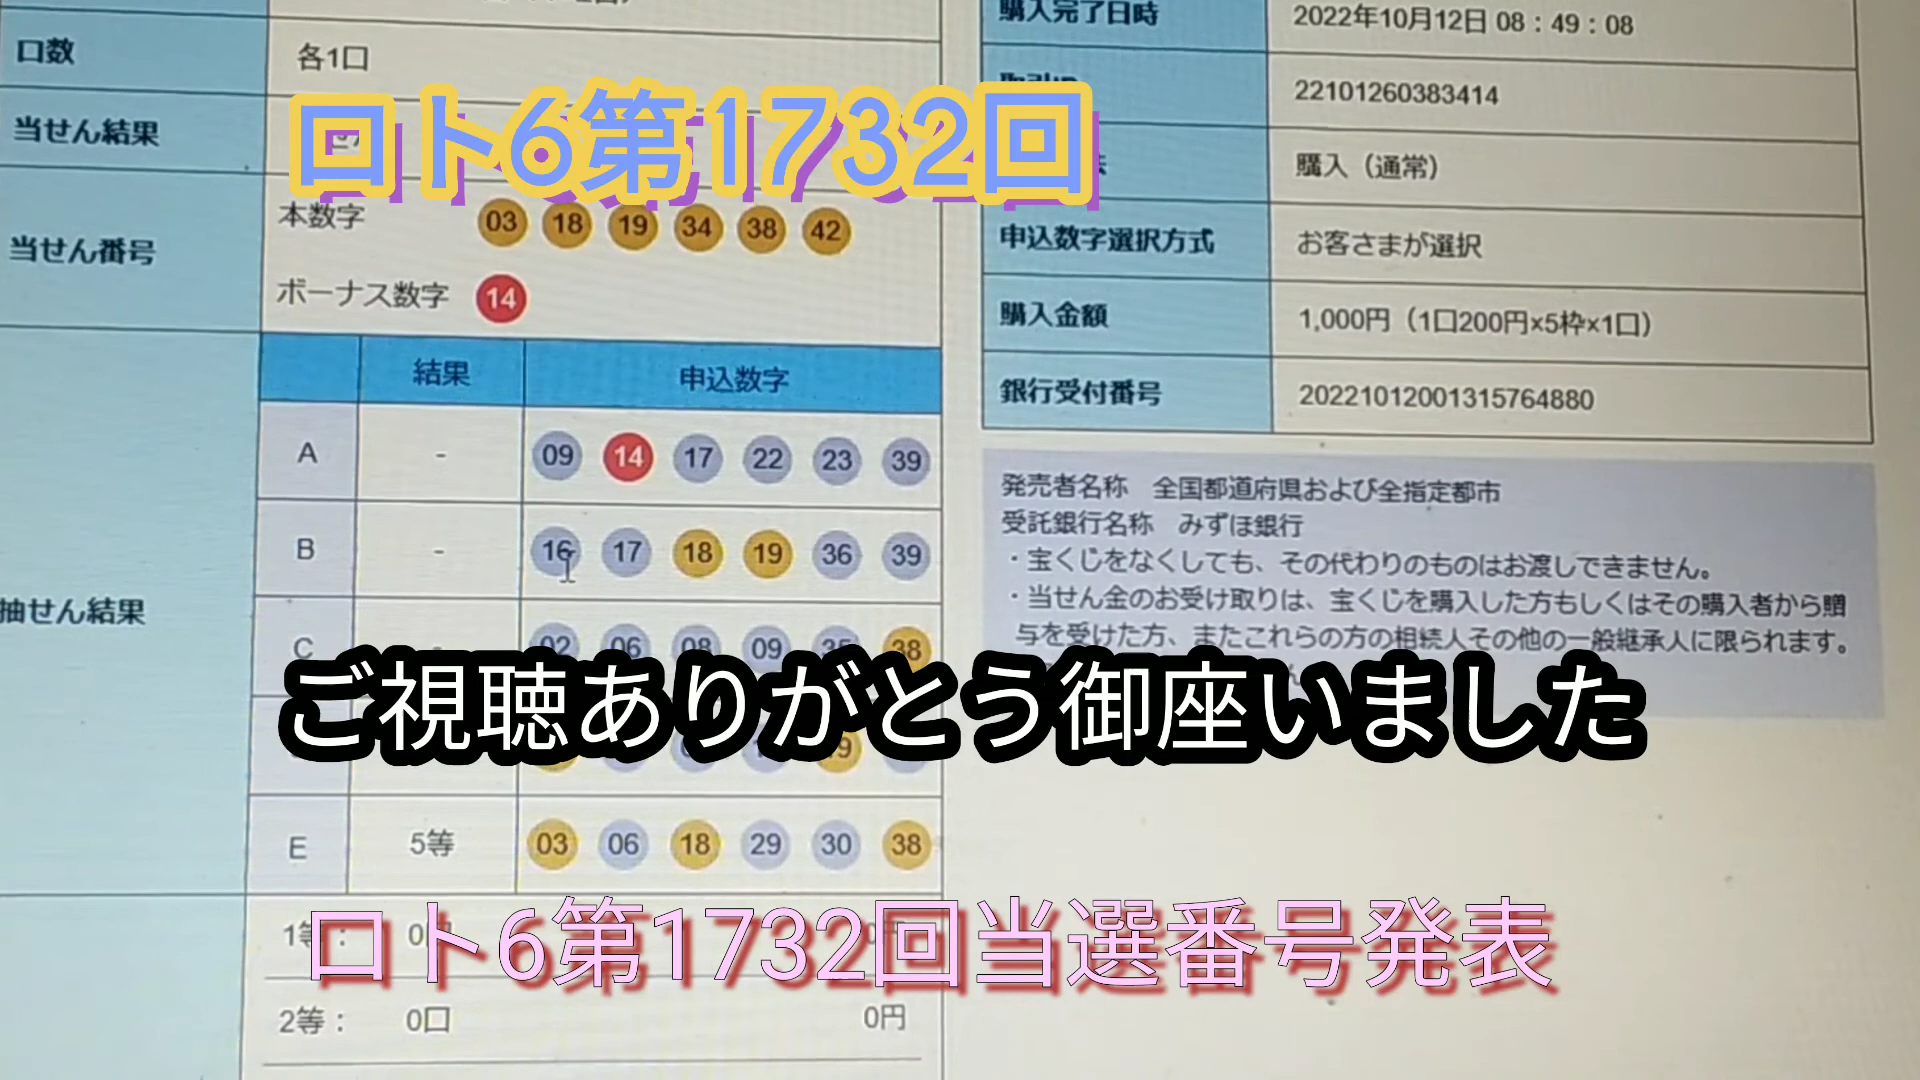 口数 各1口
当せん結果
当せん番号
本数字 03 18 19 34 38 42
ボーナス数字 14
結果 申込数字
A - 09 14 17 22 23 39
B - 16 17 18 19 36 39
C - 02 06 08 09 35 38
抽せん結果
E 5等 03 06 18 29 30 38
1等：
2等： 0口 0円
購入完了日時 2022年10月12日 08：49：08
22101260383414
購入（通常）
申込数字選択方式 お客さまが選択
購入金額 1,000円（1口200円×5枠×1口）
銀行受付番号 20221012001315764880
発売者名称 全国都道府県および全指定都市
受託銀行名称 みずほ銀行
・宝くじをなくしても、その代わりのものはお渡しできません。
・当せん金のお受け取りは、宝くじを購入した方もしくはその購入者から贈
与を受けた方、またこれらの方の相続人その他の一般継承人に限られます。
ロト6第1732回
ご視聴ありがとう御座いました
ロト6第1732回当選番号発表